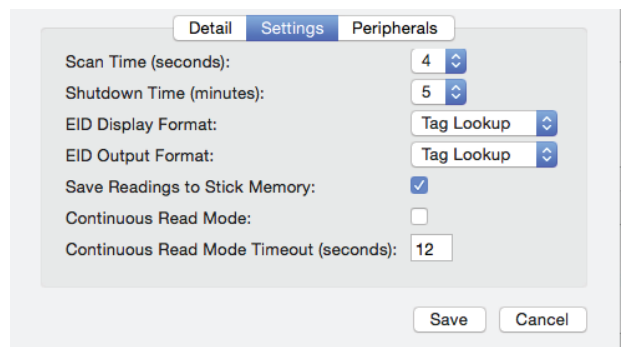 Detail Settings Peripherals
Scan Time (seconds): 4
Shutdown Time (minutes): 5
EID Display Format: Tag Lookup
EID Output Format: Tag Lookup
Save Readings to Stick Memory:
Continuous Read Mode:
Continuous Read Mode Timeout (seconds): 12
Save Cancel